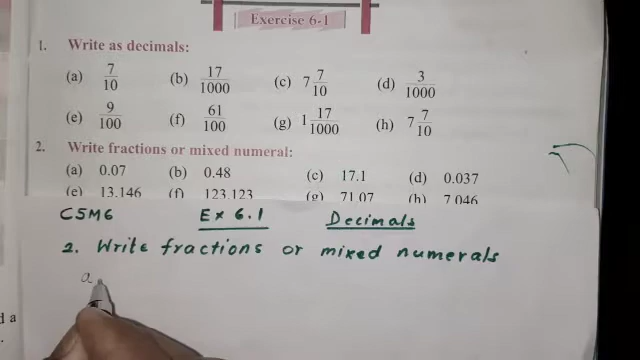 Exercise 6-1
1. Write as decimals:
(a) 7/10 (b) 17/1000 (c) 7 7/10 (d) 3/1000
(e) 9/100 (f) 61/100 (g) 1 17/1000 (h) 7 7/10
2. Write fractions or mixed numeral:
(a) 0.07 (b) 0.48 (c) 17.1 (d) 0.037
(e) 13.146 (f) 123.123 (g) 71.07 (h) 7.046
CSM6 Ex 6.1 Decimals
2. Write fractions or mixed numerals
a
d a